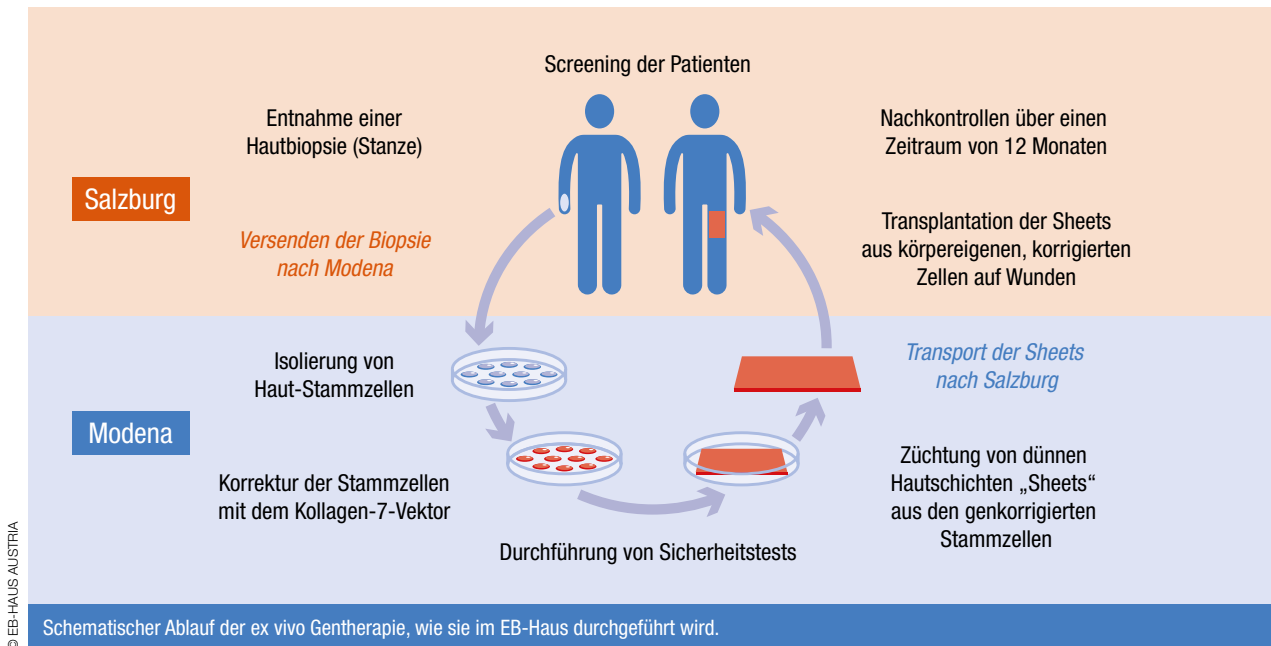 Screening der Patienten
Entnahme einer
Hautbiopsie (Stanze)
Nachkontrollen über einen
Zeitraum von 12 Monaten
Salzburg
Versenden der Biopsie
nach Modena
Transplantation der Sheets
aus körpereigenen, korrigierten
Zellen auf Wunden
Isolierung von
Haut-Stammzellen
Transport der Sheets
nach Salzburg
Modena
Korrektur der Stammzellen
mit dem Kollagen-7-Vektor
Züchtung von dünnen
Hautschichten „Sheets“
aus den genkorrigierten
Stammzellen
Durchführung von Sicherheitstests
© EB-HAUS AUSTRIA
Schematischer Ablauf der ex vivo Gentherapie, wie sie im EB-Haus durchgeführt wird.